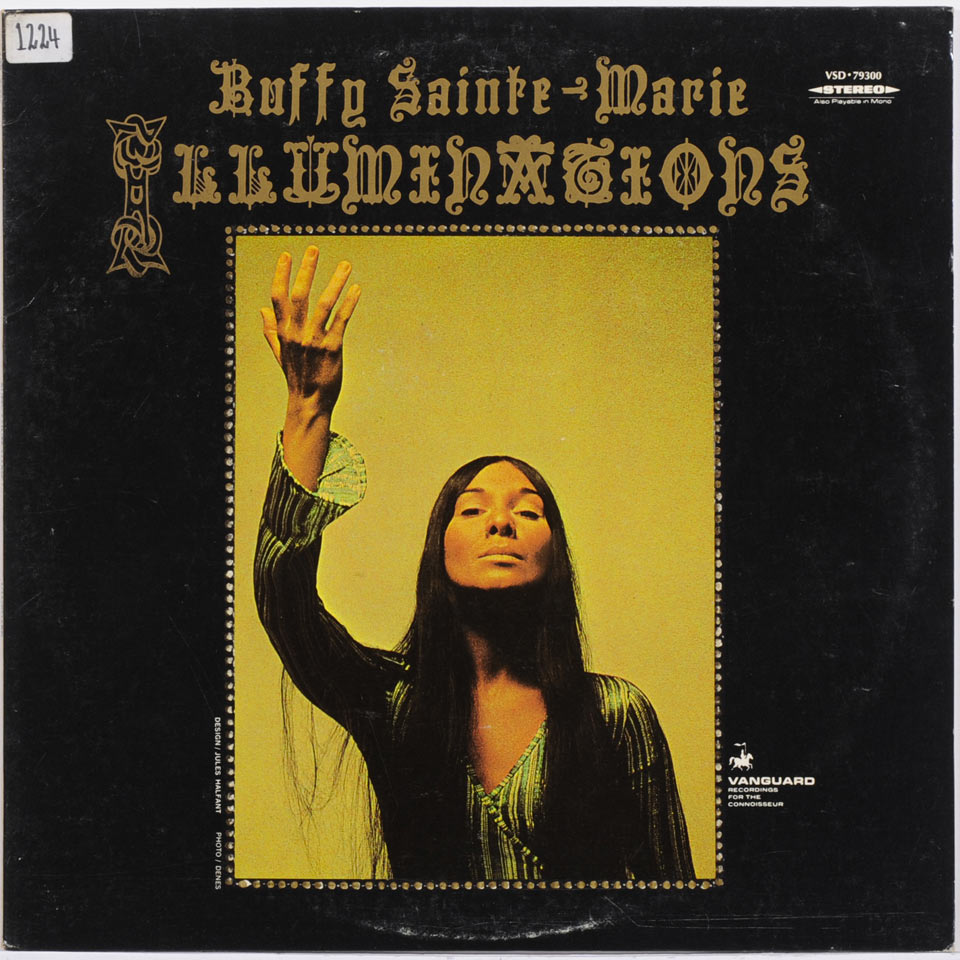 1224
Buffy Sainte-Marie
ILLUMINATIONS
VSD • 79300
STEREO
Also Playable in Mono
DESIGN / JULES HALFANT PHOTO / DENES
VANGUARD
RECORDINGS
FOR THE
CONNOISSEUR